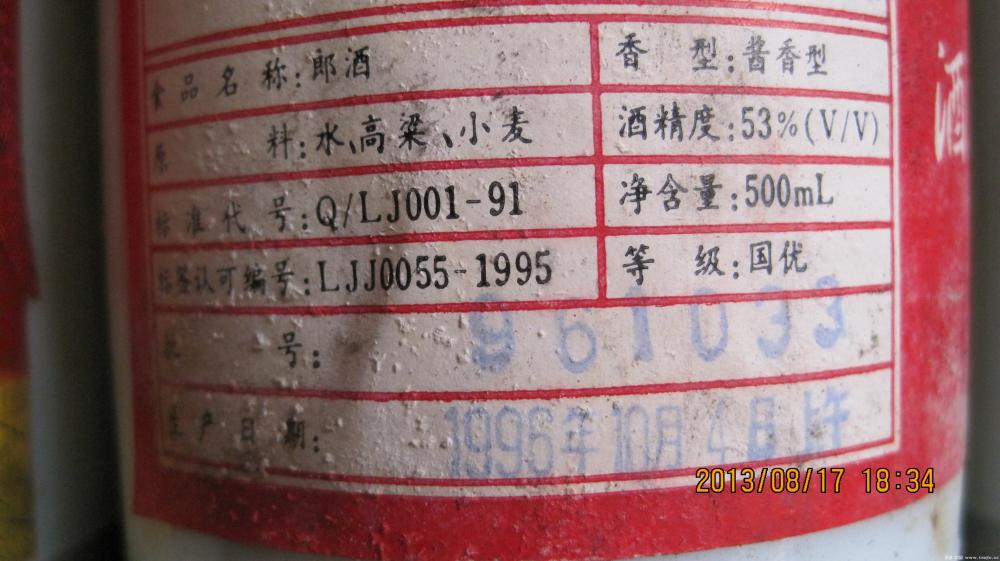 食品名称:郎酒
香型:酱香型
原料:水、高粱、小麦
酒精度:53%(V/V)
标准代号:Q/LJ001-91
净含量:500mL
标签认可编号:LJJ0055-1995
等级:国优
批号:961033
生产日期:1996年10月4日
酒
2013/08/17 18:34